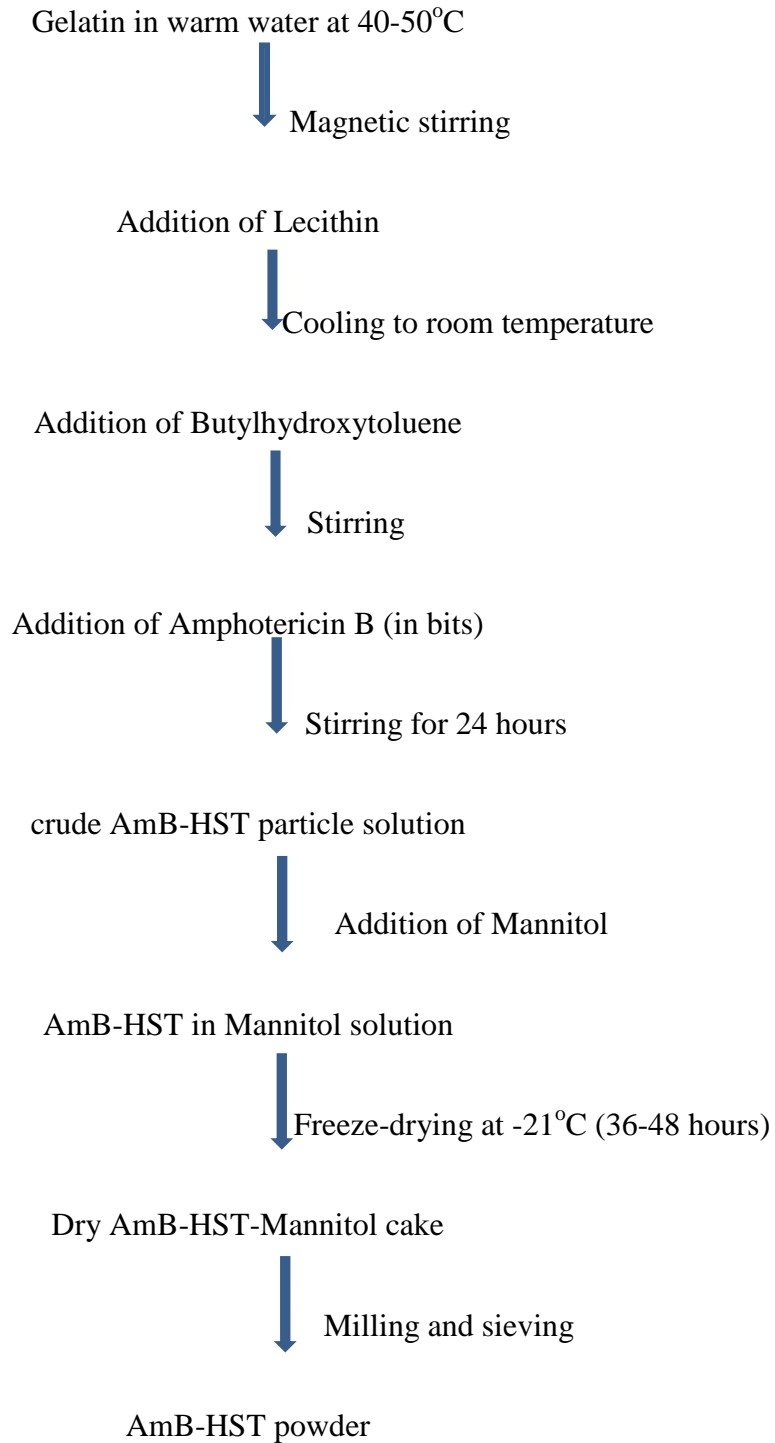 Gelatin in warm water at 40-50°C
Magnetic stirring
Addition of Lecithin
Cooling to room temperature
Addition of Butylhydroxytoluene
Stirring
Addition of Amphotericin B (in bits)
Stirring for 24 hours
crude AmB-HST particle solution
Addition of Mannitol
AmB-HST in Mannitol solution
Freeze-drying at -21°C (36-48 hours)
Dry AmB-HST-Mannitol cake
Milling and sieving
AmB-HST powder